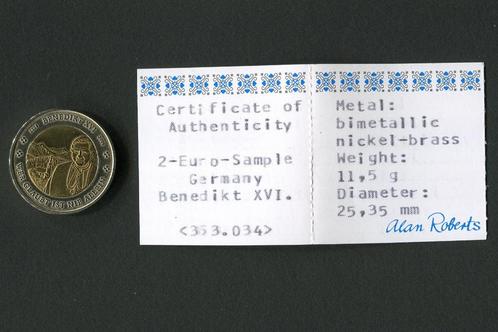 BENEDIKT XVI.
WER GLAUBT IST NIE ALLEIN
Certificate of
Authenticity
2-Euro-Sample
Germany
Benedikt XVI.
<353.034>
Metal:
bimetallic
nickel-brass
Weight:
11,5 g
Diameter:
25,35 mm
Alan Roberts